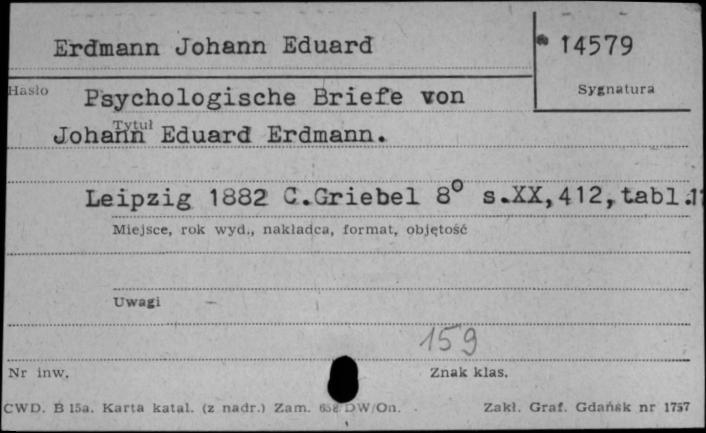 Erdmann Johann Eduard
* 14579
Hasło
Sygnatura
Psychologische Briefe von
Tytuł
Johann Eduard Erdmann.
Leipzig 1882 C.Griebel 8° s.XX,412,tabl.
Miejsce, rok wyd., nakładca, format, objętość
Uwagi
159
Nr inw.
Znak klas.
CWD. B 15a. Karta katal. (z nadr.) Zam. DW/On.
Zakł. Graf. Gdańsk nr 1757